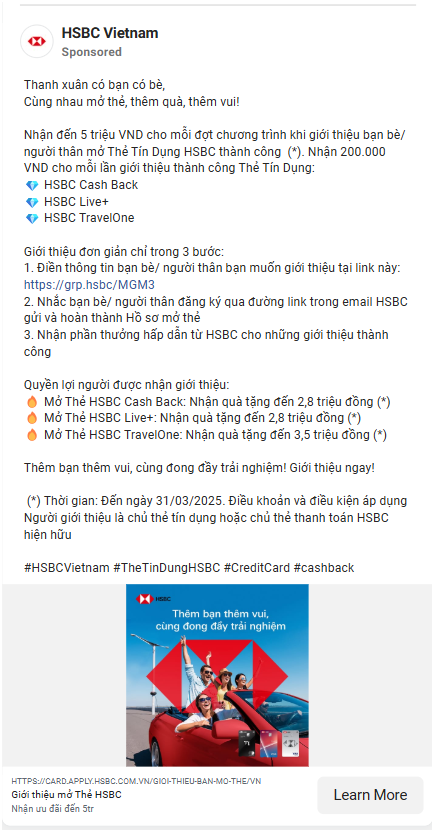 HSBC Vietnam
Sponsored
Thanh xuân có bạn có bè,
Cùng nhau mở thẻ, thêm quà, thêm vui!
Nhận đến 5 triệu VND cho mỗi đợt chương trình khi giới thiệu bạn bè/
người thân mở Thẻ Tín Dụng HSBC thành công (*). Nhận 200.000
VND cho mỗi lần giới thiệu thành công Thẻ Tín Dụng:
💎 HSBC Cash Back
💎 HSBC Live+
💎 HSBC TravelOne
Giới thiệu đơn giản chỉ trong 3 bước:
1. Điền thông tin bạn bè/ người thân bạn muốn giới thiệu tại link này:
https://grp.hsbc/MGM3
2. Nhắc bạn bè/ người thân đăng ký qua đường link trong email HSBC
gửi và hoàn thành Hồ sơ mở thẻ
3. Nhận phần thưởng hấp dẫn từ HSBC cho những giới thiệu thành
công
Quyền lợi người được nhận giới thiệu:
🔥 Mở Thẻ HSBC Cash Back: Nhận quà tặng đến 2,8 triệu đồng (*)
🔥 Mở Thẻ HSBC Live+: Nhận quà tặng đến 2,8 triệu đồng (*)
🔥 Mở Thẻ HSBC TravelOne: Nhận quà tặng đến 3,5 triệu đồng (*)
Thêm bạn thêm vui, cùng đong đầy trải nghiệm! Giới thiệu ngay!
(*) Thời gian: Đến ngày 31/03/2025. Điều khoản và điều kiện áp dụng
Người giới thiệu là chủ thẻ tín dụng hoặc chủ thẻ thanh toán HSBC
hiện hữu
#HSBCVietnam #TheTinDungHSBC #CreditCard #cashback
HSBC
Thêm bạn thêm vui,
cùng đong đầy trải nghiệm
HTTPS://CARD.APPLY.HSBC.COM.VN/GIOI-THIEU-BAN-MO-THE/VN
Giới thiệu mở Thẻ HSBC
Nhận ưu đãi đến 5tr
Learn More